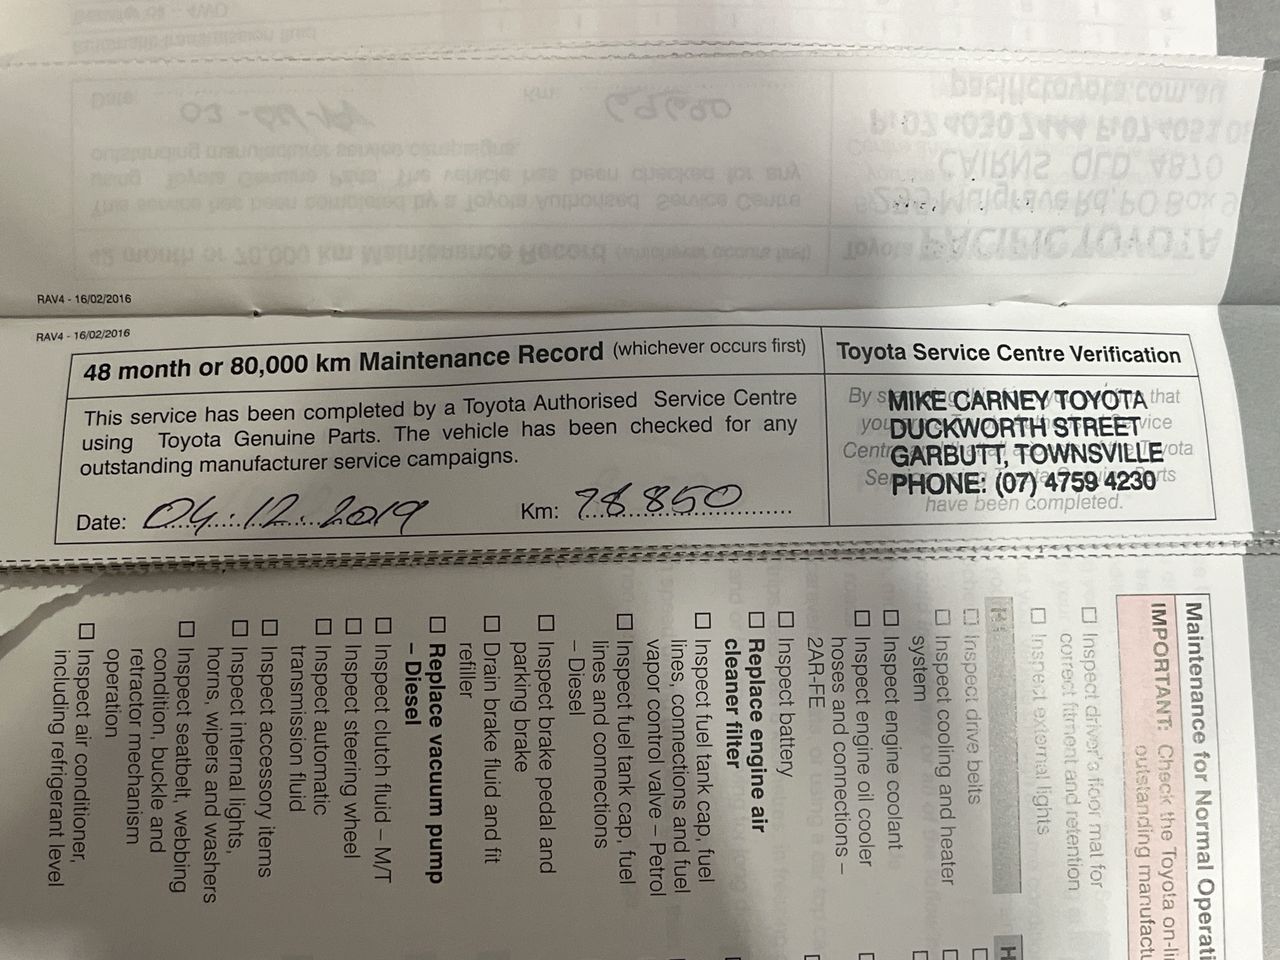 RAV4 - 16/02/2016
RAV4 - 16/02/2016
48 month or 80,000 km Maintenance Record (whichever occurs first)
This service has been completed by a Toyota Authorised Service Centre
using Toyota Genuine Parts. The vehicle has been checked for any
outstanding manufacturer service campaigns.
Date: 04.12.2019 Km: 78850
Toyota Service Centre Verification
MIKE CARNEY TOYOTA
DUCKWORTH STREET
GARBUTT, TOWNSVILLE
PHONE: (07) 4759 4230
have been completed.
Maintenance for Normal Operati
IMPORTANT: Check the Toyota on-li
outstanding manufactu
☐ Inspect driver's floor mat for
correct fitment and retention
☐ Inspect external lights
☐ Inspect drive belts
☐ Inspect cooling and heater
system
☐ Inspect engine coolant
☐ Inspect engine oil cooler
hoses and connections –
2AR-FE
☐ Inspect battery
☐ Replace engine air
cleaner filter
☐ Inspect fuel tank cap, fuel
lines, connections and fuel
vapor control valve – Petrol
☐ Inspect fuel tank cap, fuel
lines and connections
– Diesel
☐ Inspect brake pedal and
parking brake
☐ Drain brake fluid and fit
refiller
☐ Replace vacuum pump
– Diesel
☐ Inspect clutch fluid – M/T
☐ Inspect steering wheel
☐ Inspect automatic
transmission fluid
☐ Inspect accessory items
☐ Inspect internal lights,
horns, wipers and washers
☐ Inspect seatbelt, webbing
condition, buckle and
retractor mechanism
operation
☐ Inspect air conditioner,
including refrigerant level